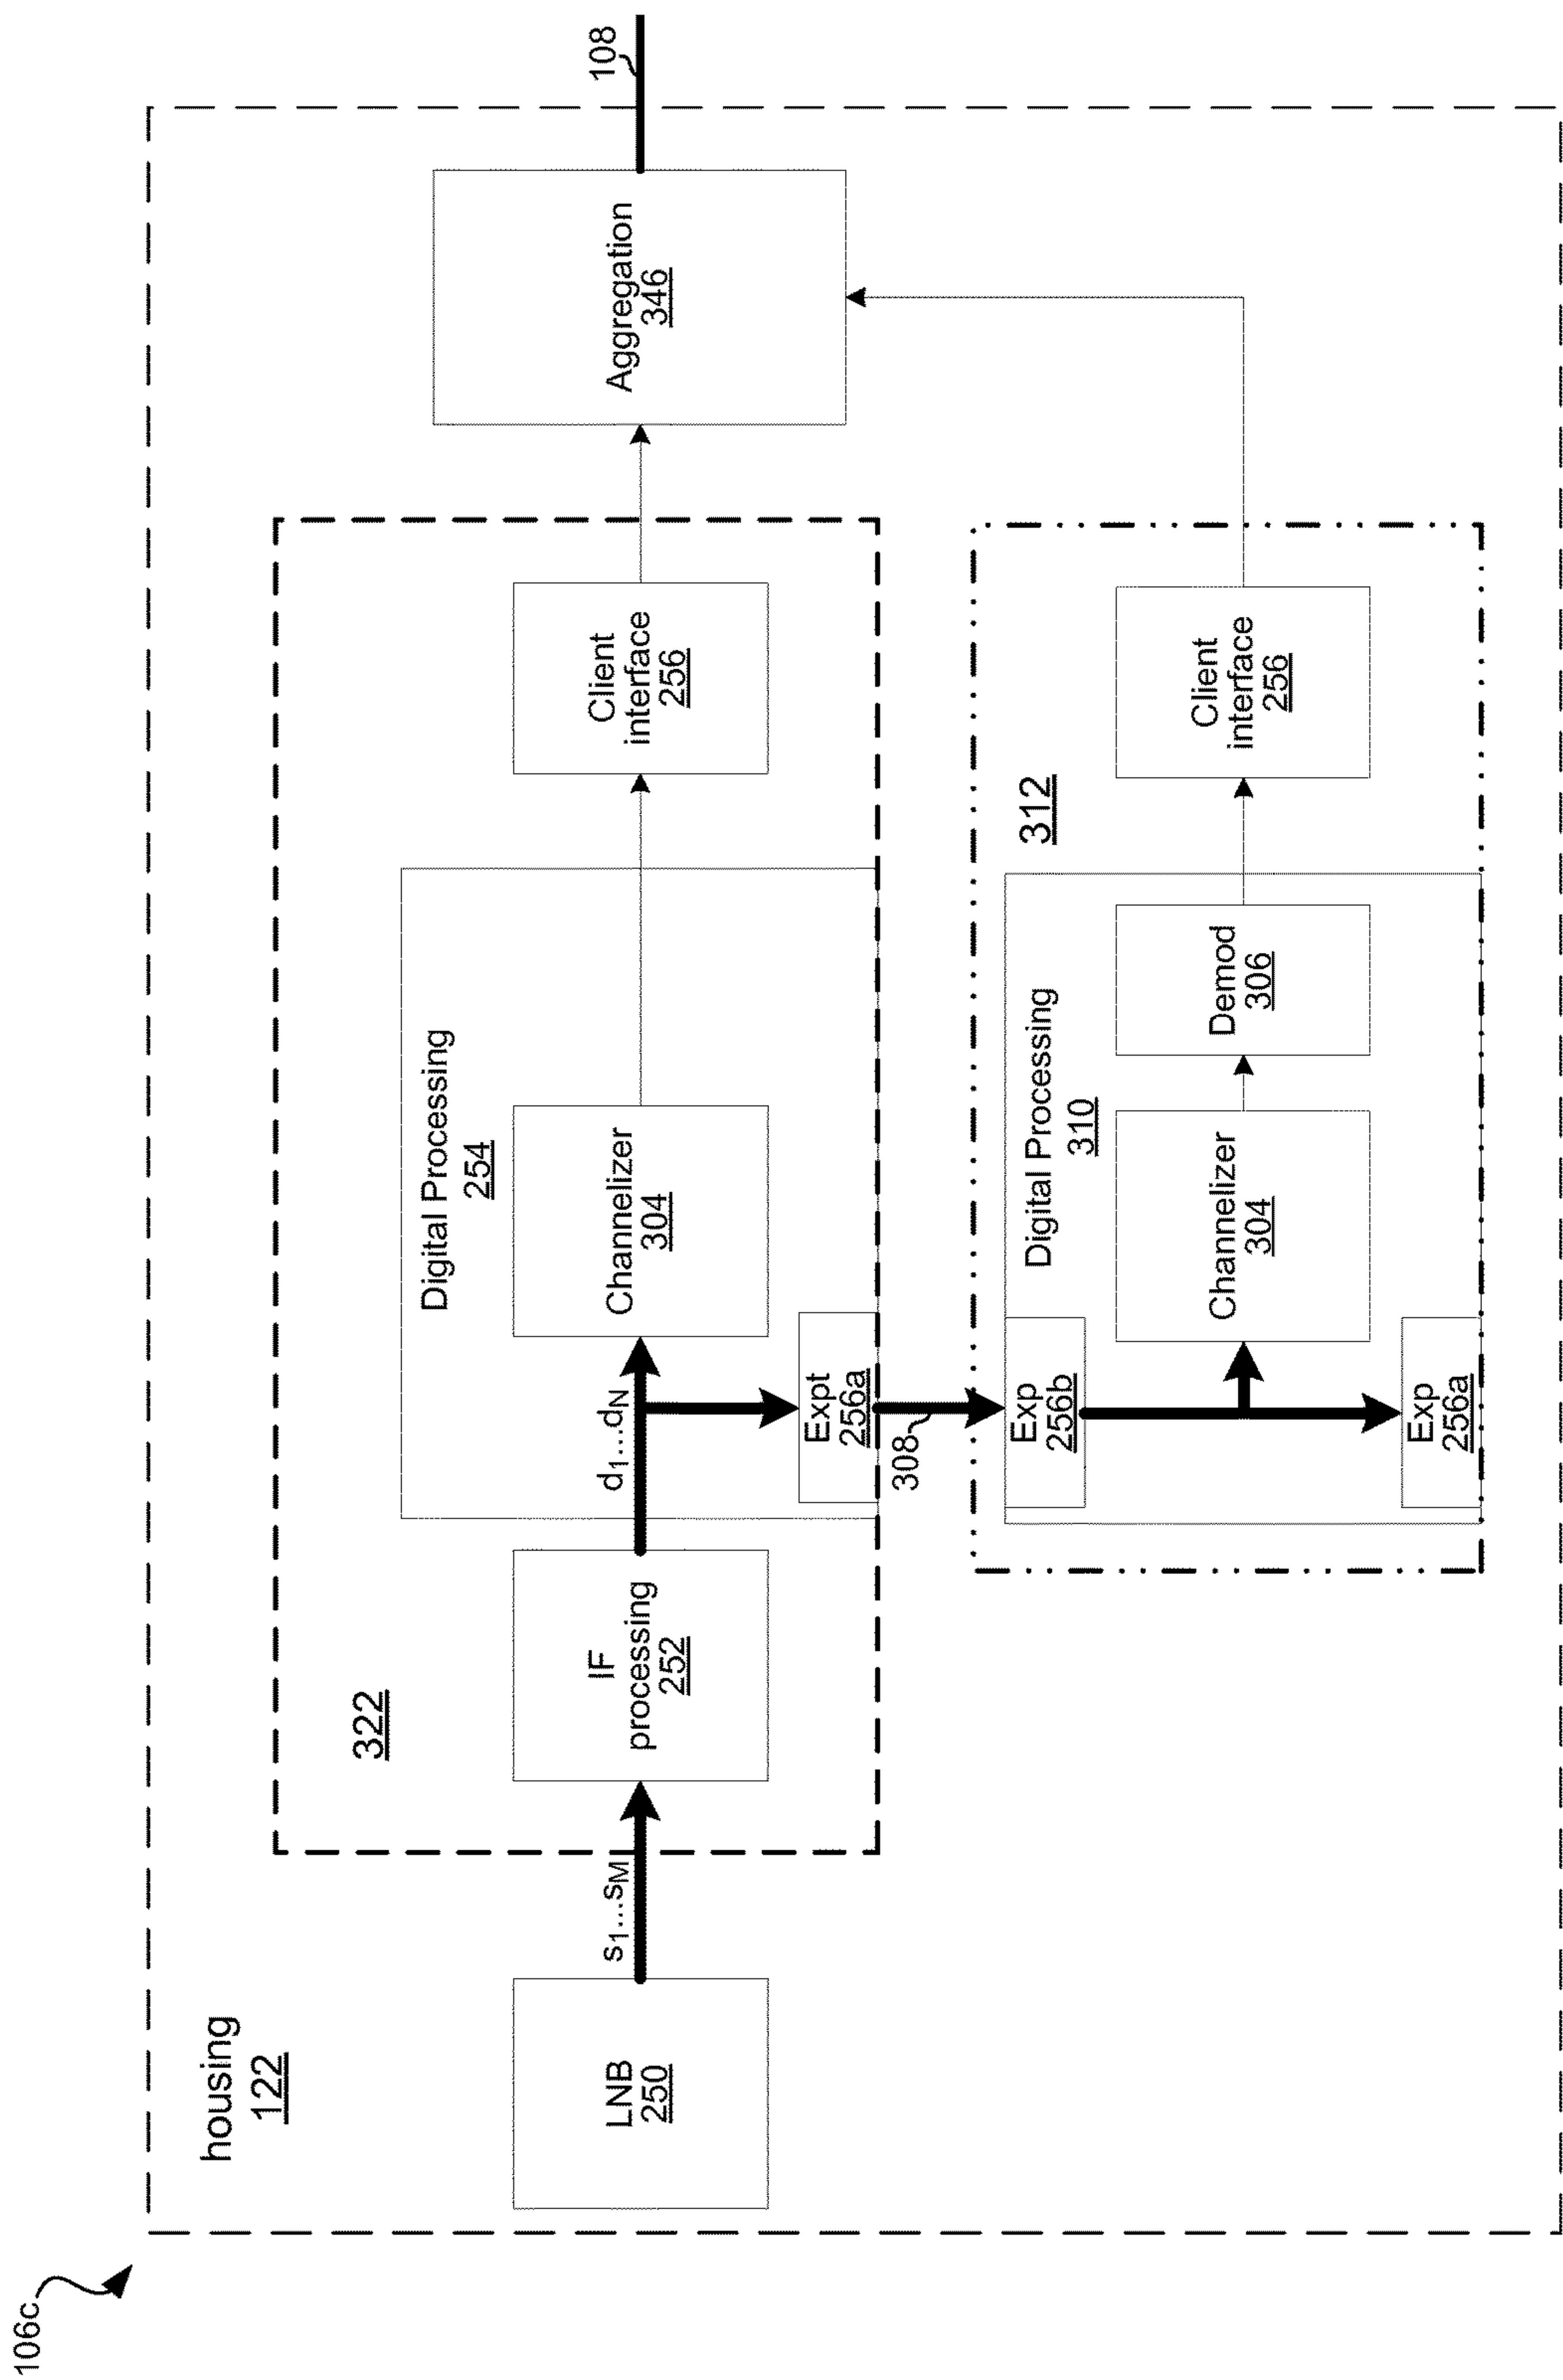 106c
housing
122
LNB
250
s1...sM
322
IF
processing
252
d1...dN
Digital Processing
254
Channelizer
304
Expt
256a
Client
interface
256
308
312
Digital Processing
310
Exp
256b
Channelizer
304
Demod
306
Exp
256a
Client
interface
256
Aggregation
346
108